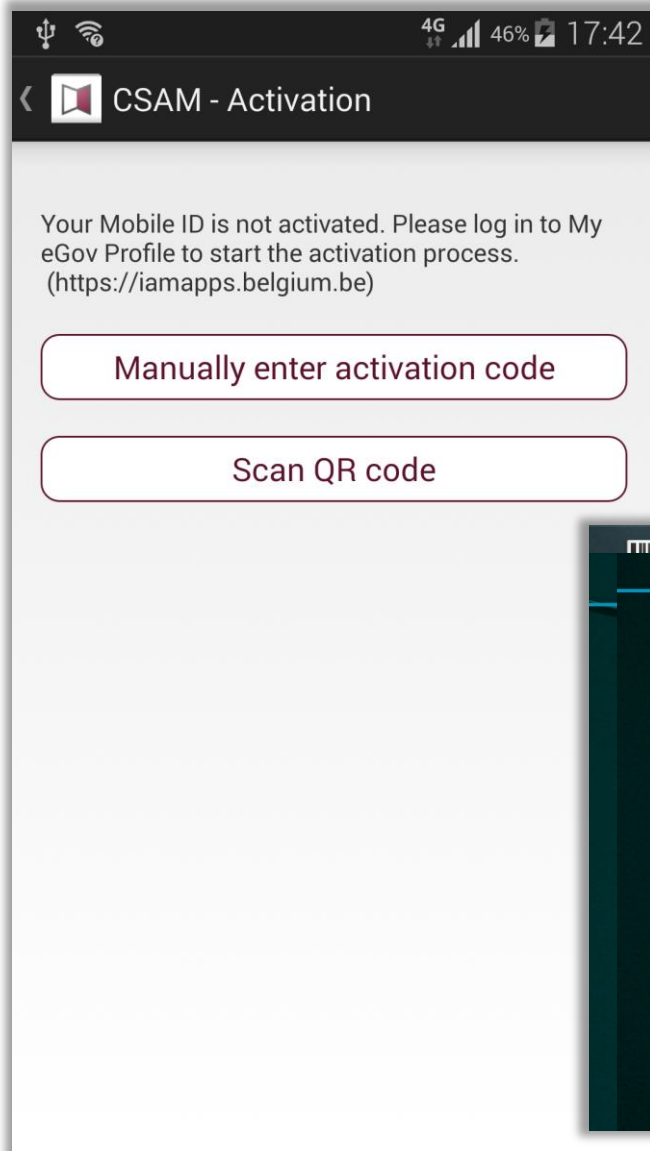 4G 46% 17:42
CSAM - Activation
Your Mobile ID is not activated. Please log in to My
eGov Profile to start the activation process.
(https://iamapps.belgium.be)
Manually enter activation code
Scan QR code